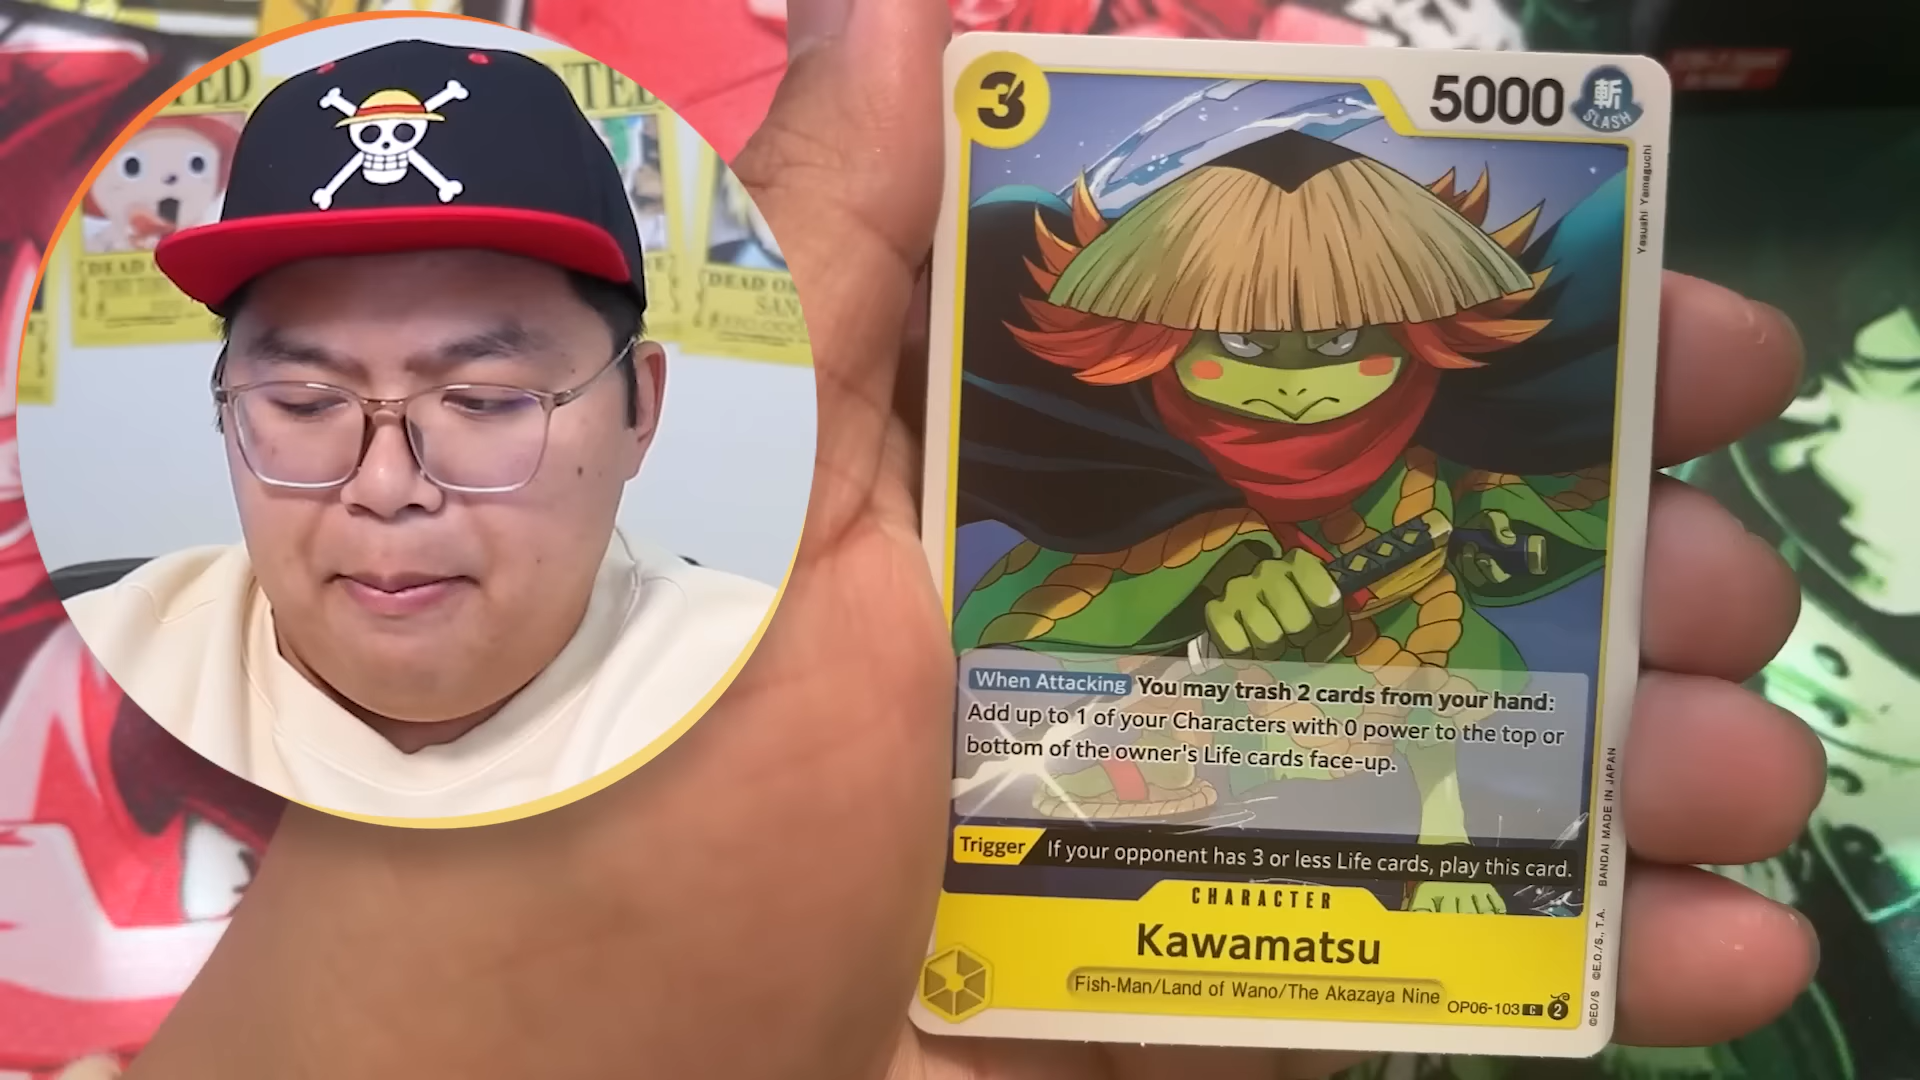 3
5000
斬
SLASH
Yasushi Yamaguchi
When Attacking You may trash 2 cards from your hand:
Add up to 1 of your Characters with 0 power to the top or
bottom of the owner's Life cards face-up.
Trigger If your opponent has 3 or less Life cards, play this card.
CHARACTER
Kawamatsu
Fish-Man/Land of Wano/The Akazaya Nine
OP06-103 C 2
©E.O./S ©E.O./S., T.A. BANDAI MADE IN JAPAN
DEAD O
DEAD O
SAN